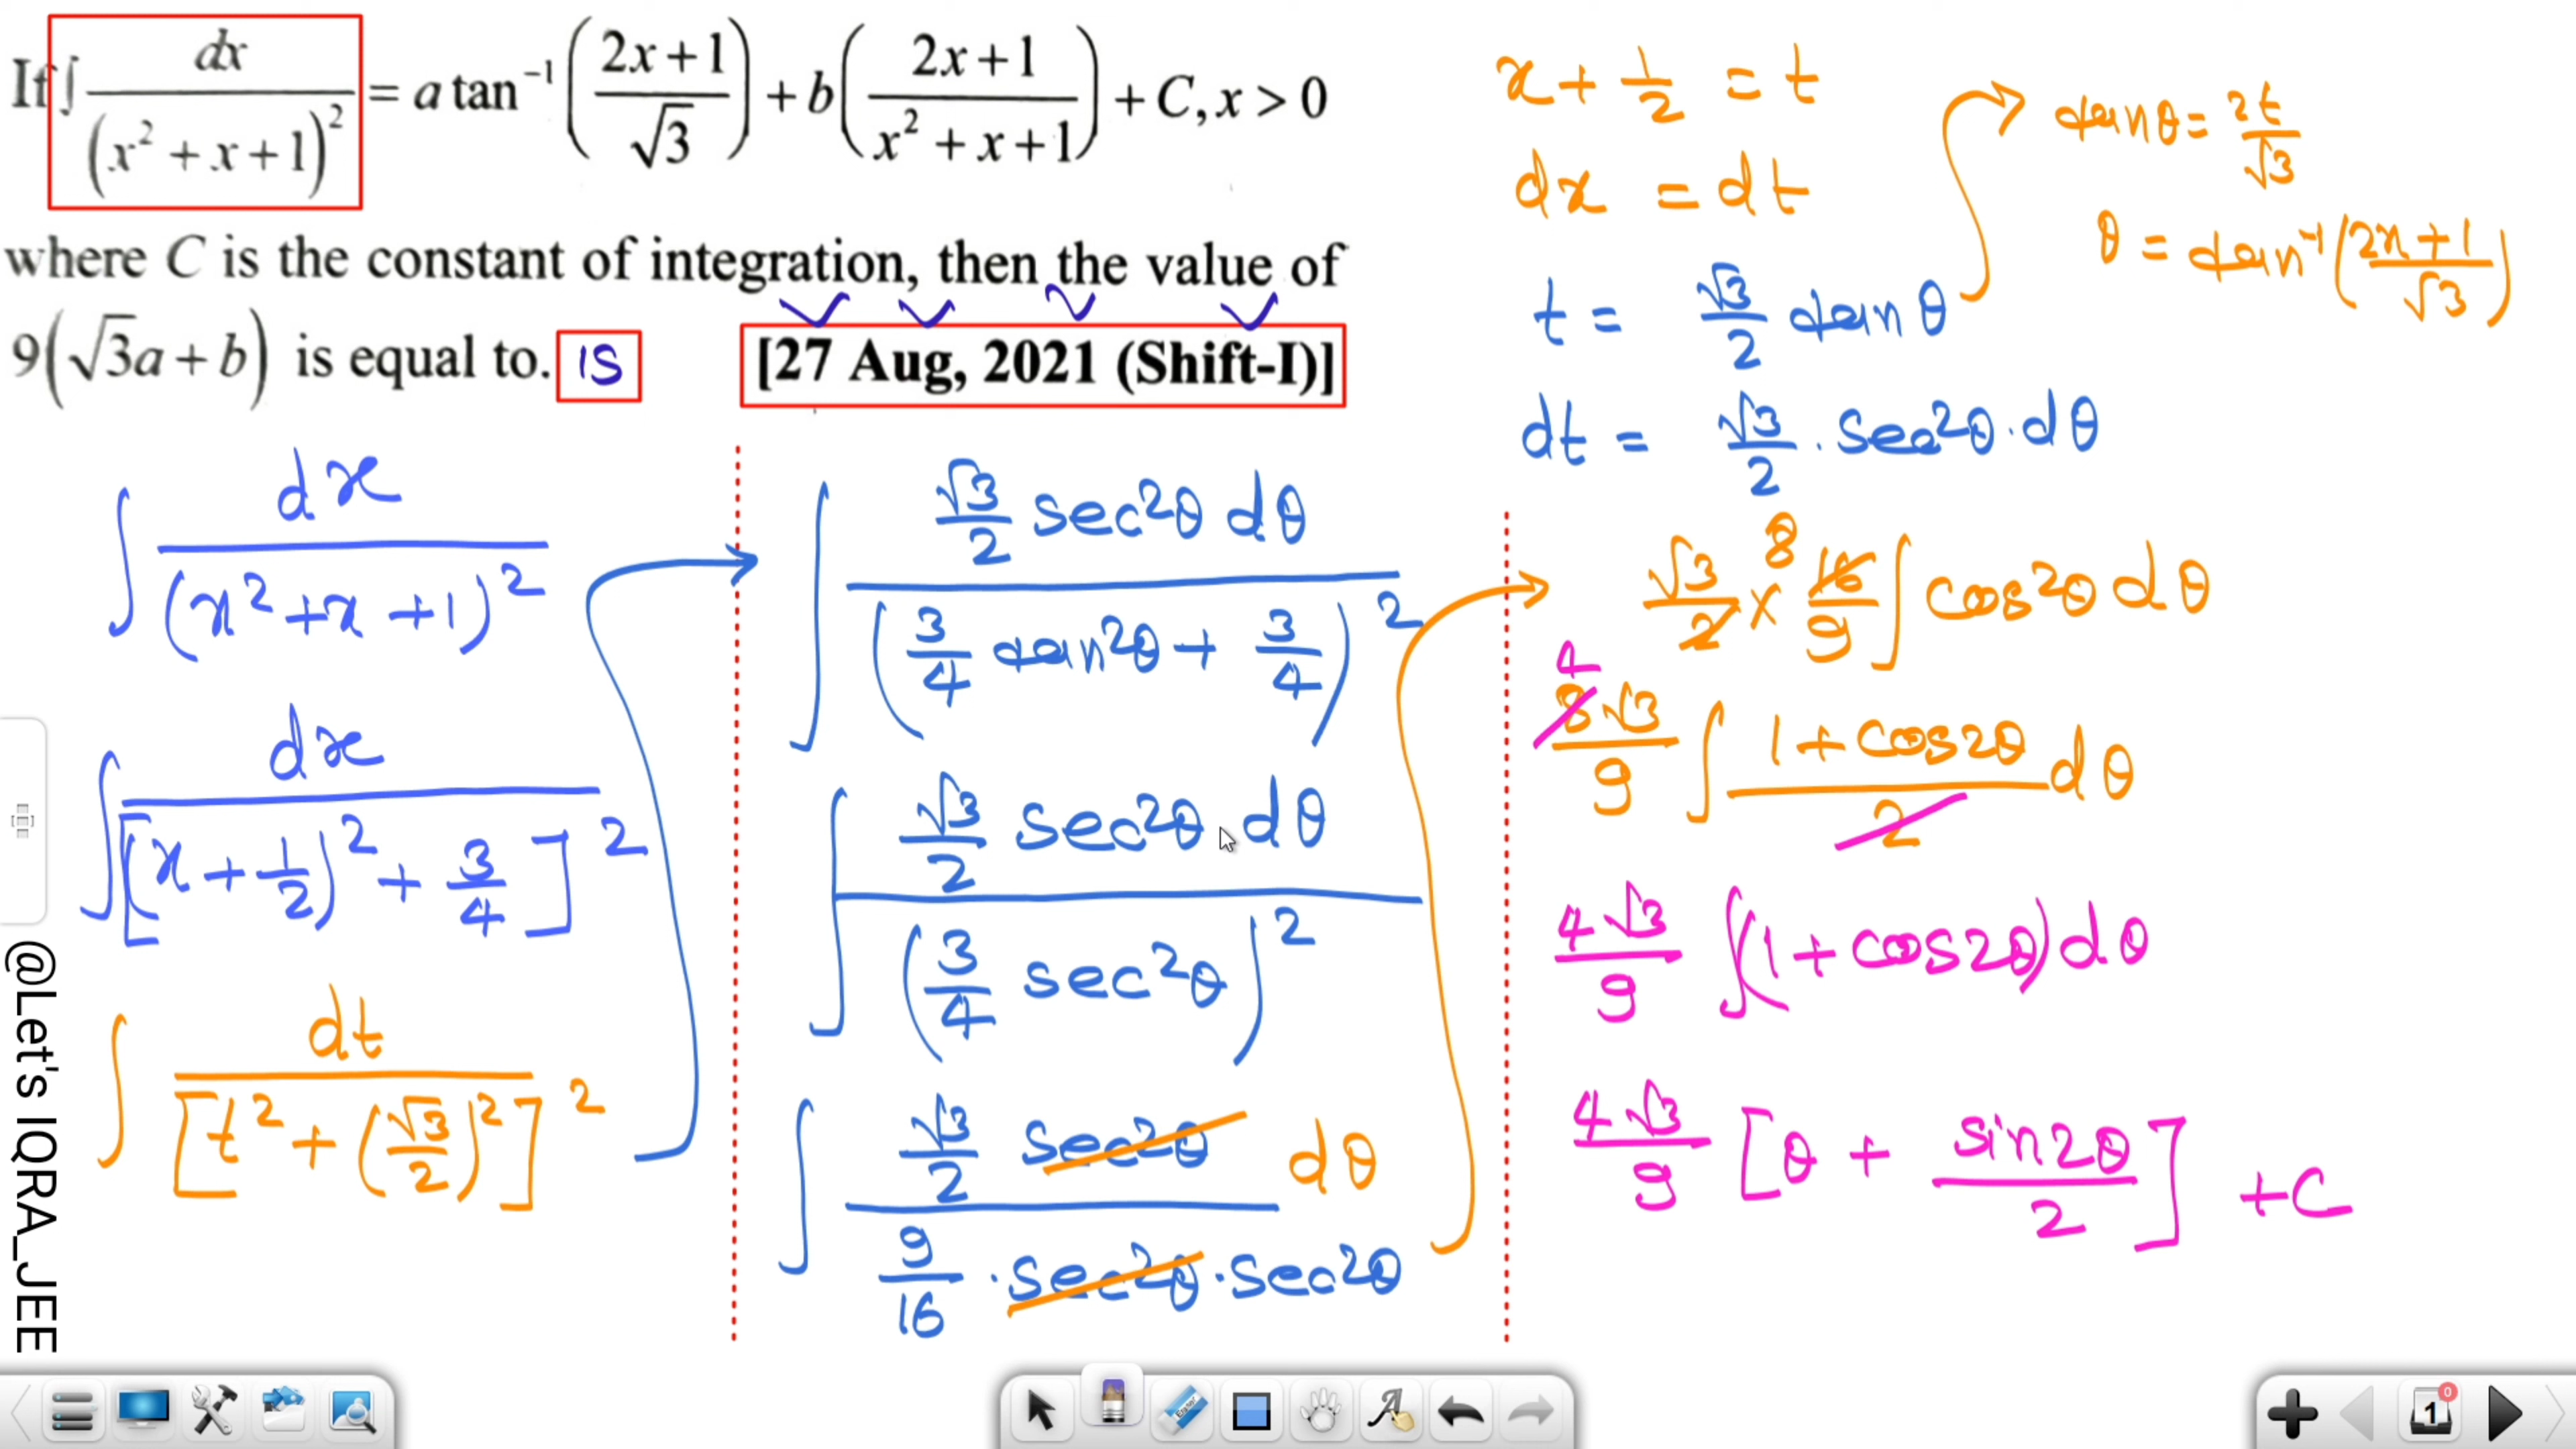 If ∫ dx / (x² + x + 1)² = a tan⁻¹ ((2x + 1) / √3) + b ((2x + 1) / (x² + x + 1)) + C, x > 0
where C is the constant of integration, then the value of
9(√3a + b) is equal to. 15 [27 Aug, 2021 (Shift-I)]
∫ dx / (x² + x + 1)²
∫ dx / [(x + 1/2)² + 3/4]²
∫ dt / [t² + (√3/2)²]²
∫ √3/2 sec²θ dθ / (3/4 tan²θ + 3/4)²
∫ √3/2 sec²θ dθ / (3/4 sec²θ)²
∫ √3/2 sec²θ dθ / 9/16 · sec²θ · sec²θ
x + 1/2 = t
dx = dt
t = √3/2 tan θ
dt = √3/2 · sec²θ · dθ
tan θ = 2t/√3
θ = tan⁻¹ ((2x + 1)/√3)
√3/2 × 16/9 ∫ cos²θ dθ
8
4
8√3/9 ∫ (1 + cos2θ)/2 dθ
4√3/9 ∫ (1 + cos2θ) dθ
4√3/9 [θ + sin2θ/2] + C
@Let's IQRA_JEE
Eraser
A
0
1